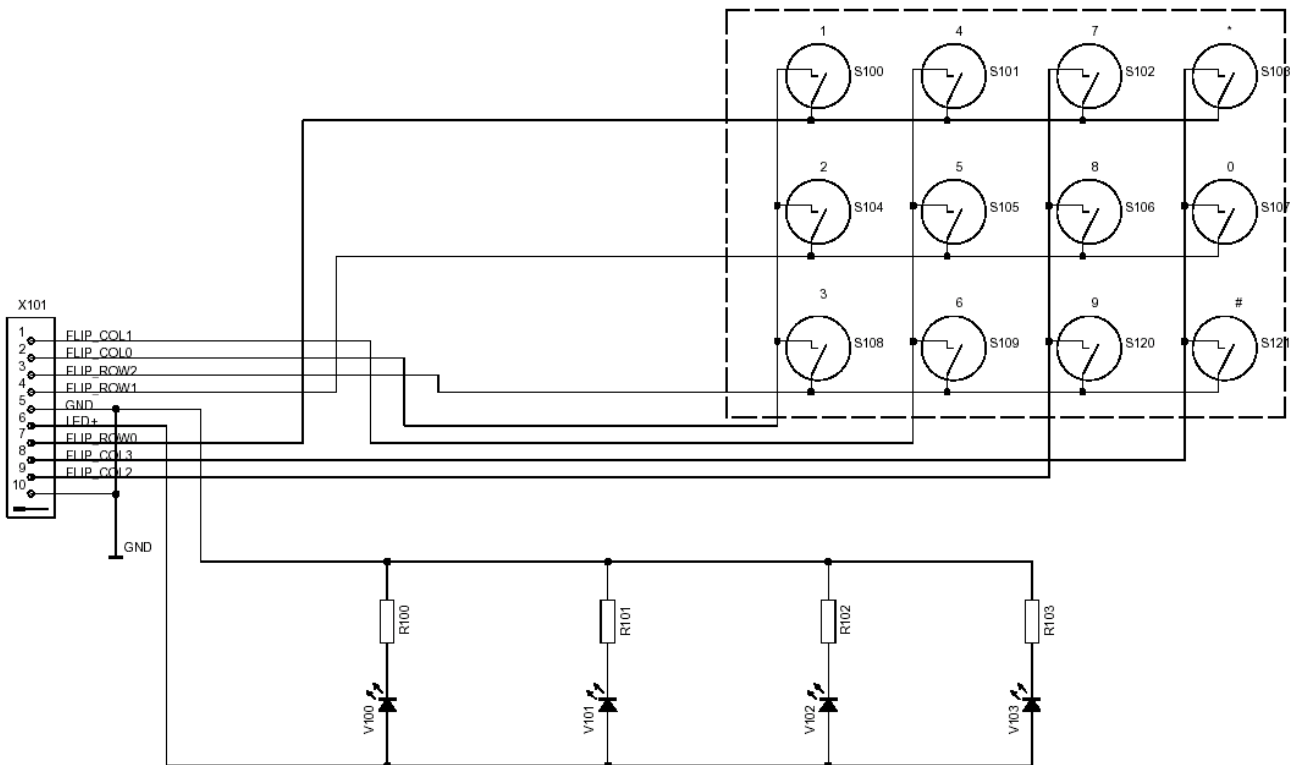 1 4 7 *
S100 S101 S102 S103
2 5 8 0
S104 S105 S106 S107
3 6 9 #
S108 S109 S120 S121
X101
1 FLIP_COL1
2 FLIP_COL0
3 FLIP_ROW2
4 FLIP_ROW1
5 GND
6 LED+
7 FLIP_ROW0
8 FLIP_COL3
9 FLIP_COL2
10
GND
R100 R101 R102 R103
V100 V101 V102 V103